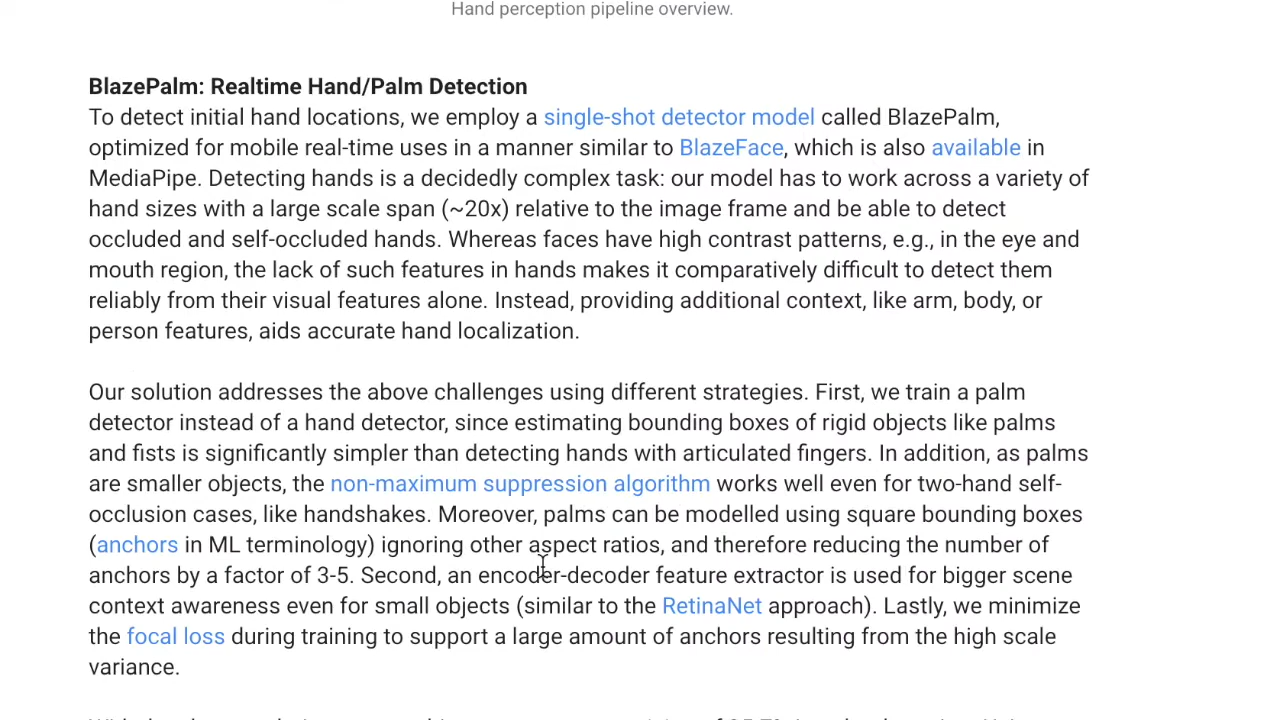 Hand perception pipeline overview.
BlazePalm: Realtime Hand/Palm Detection
To detect initial hand locations, we employ a single-shot detector model called BlazePalm,
optimized for mobile real-time uses in a manner similar to BlazeFace, which is also available in
MediaPipe. Detecting hands is a decidedly complex task: our model has to work across a variety of
hand sizes with a large scale span (~20x) relative to the image frame and be able to detect
occluded and self-occluded hands. Whereas faces have high contrast patterns, e.g., in the eye and
mouth region, the lack of such features in hands makes it comparatively difficult to detect them
reliably from their visual features alone. Instead, providing additional context, like arm, body, or
person features, aids accurate hand localization.
Our solution addresses the above challenges using different strategies. First, we train a palm
detector instead of a hand detector, since estimating bounding boxes of rigid objects like palms
and fists is significantly simpler than detecting hands with articulated fingers. In addition, as palms
are smaller objects, the non-maximum suppression algorithm works well even for two-hand self-
occlusion cases, like handshakes. Moreover, palms can be modelled using square bounding boxes
(anchors in ML terminology) ignoring other aspect ratios, and therefore reducing the number of
anchors by a factor of 3-5. Second, an encoder-decoder feature extractor is used for bigger scene
context awareness even for small objects (similar to the RetinaNet approach). Lastly, we minimize
the focal loss during training to support a large amount of anchors resulting from the high scale
variance.